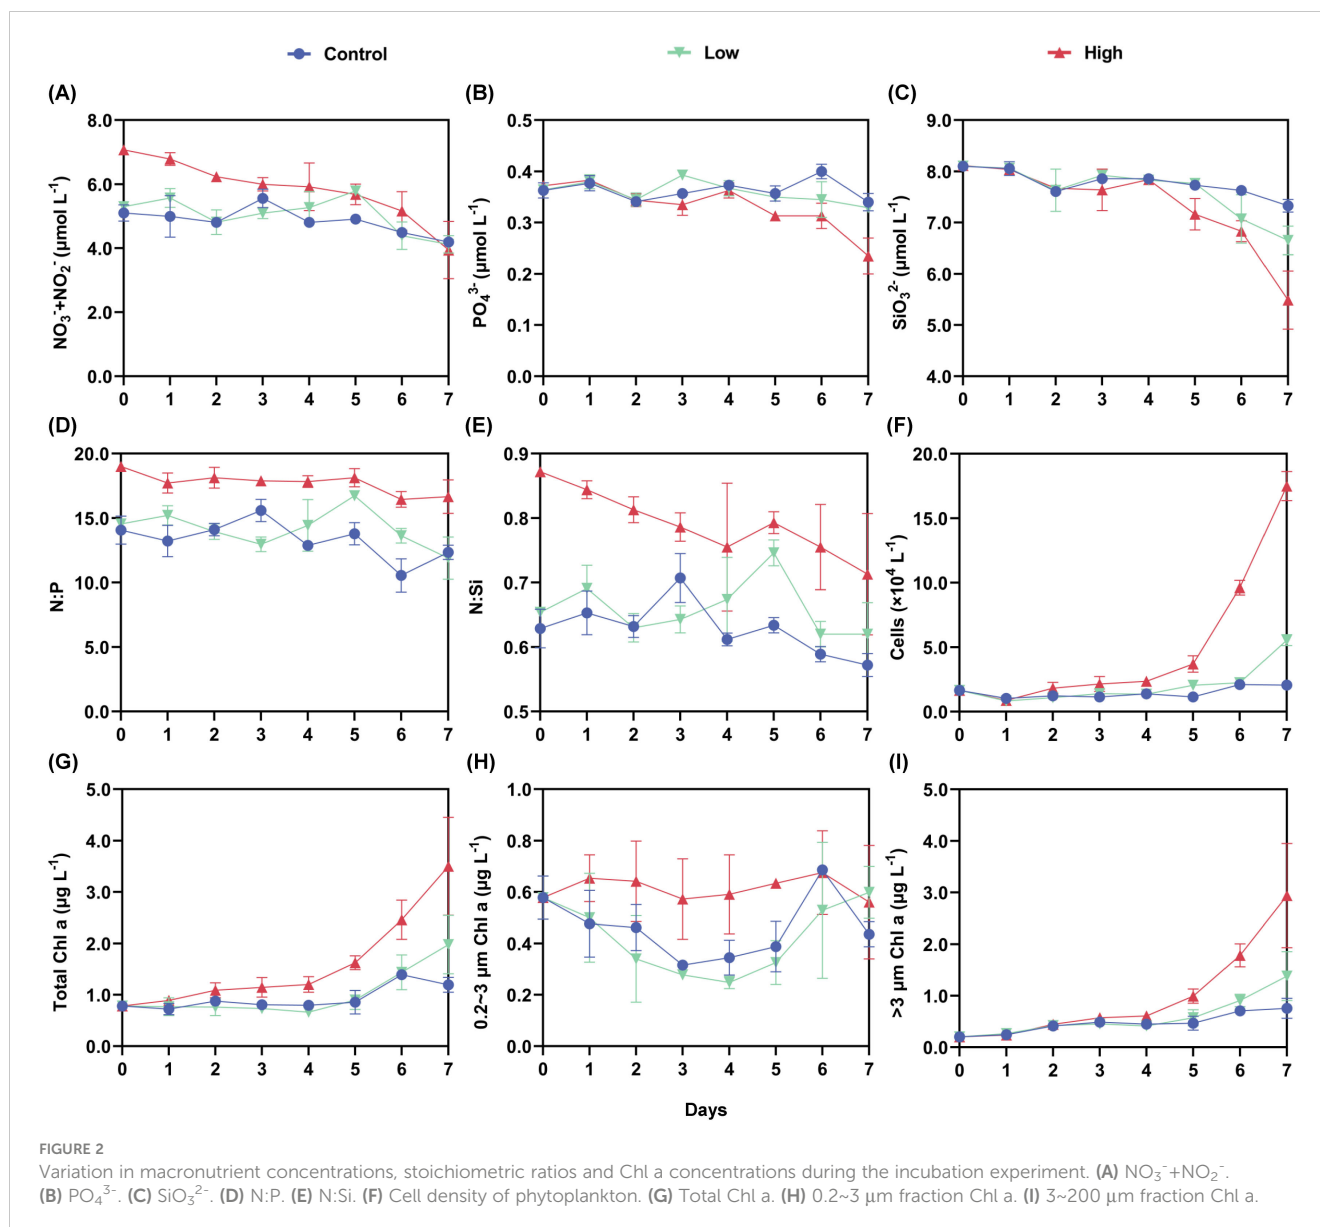 Control Low High
(A) (B) (C)
NO₃⁻+NO₂⁻ (μmol L⁻¹)
8.0
6.0
4.0
2.0
0.0
0 1 2 3 4 5 6 7
PO₄³⁻ (μmol L⁻¹)
0.5
0.4
0.3
0.2
0.1
0.0
0 1 2 3 4 5 6 7
SiO₃²⁻ (μmol L⁻¹)
9.0
8.0
7.0
6.0
5.0
4.0
0 1 2 3 4 5 6 7
(D) (E) (F)
N:P
20.0
15.0
10.0
5.0
0.0
0 1 2 3 4 5 6 7
N:Si
0.9
0.8
0.7
0.6
0.5
0 1 2 3 4 5 6 7
Cells (×10⁴ L⁻¹)
20.0
15.0
10.0
5.0
0.0
0 1 2 3 4 5 6 7
(G) (H) (I)
Total Chl a (μg L⁻¹)
5.0
4.0
3.0
2.0
1.0
0.0
0 1 2 3 4 5 6 7
0.2~3 μm Chl a (μg L⁻¹)
1.0
0.8
0.6
0.4
0.2
0.0
0 1 2 3 4 5 6 7
>3 μm Chl a (μg L⁻¹)
5.0
4.0
3.0
2.0
1.0
0.0
0 1 2 3 4 5 6 7
Days
FIGURE 2
Variation in macronutrient concentrations, stoichiometric ratios and Chl a concentrations during the incubation experiment. (A) NO₃⁻+NO₂⁻.
(B) PO₄³⁻. (C) SiO₃²⁻. (D) N:P. (E) N:Si. (F) Cell density of phytoplankton. (G) Total Chl a. (H) 0.2~3 μm fraction Chl a. (I) 3~200 μm fraction Chl a.